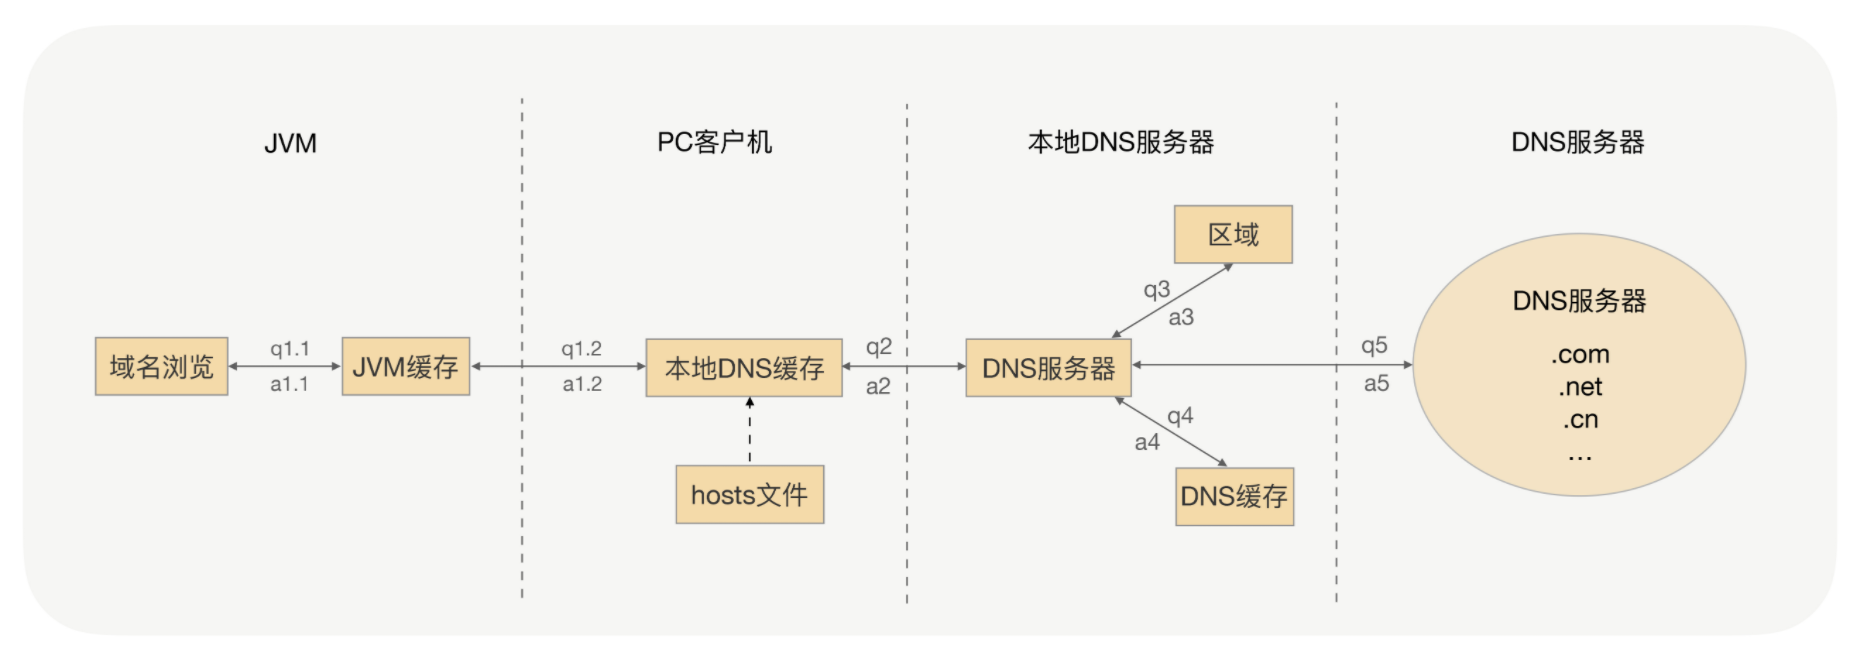 JVM
PC客户机
本地DNS服务器
DNS服务器
域名浏览
q1.1
a1.1
JVM缓存
q1.2
a1.2
本地DNS缓存
hosts文件
q2
a2
DNS服务器
区域
q3
a3
q4
a4
DNS缓存
q5
a5
DNS服务器
.com
.net
.cn
...